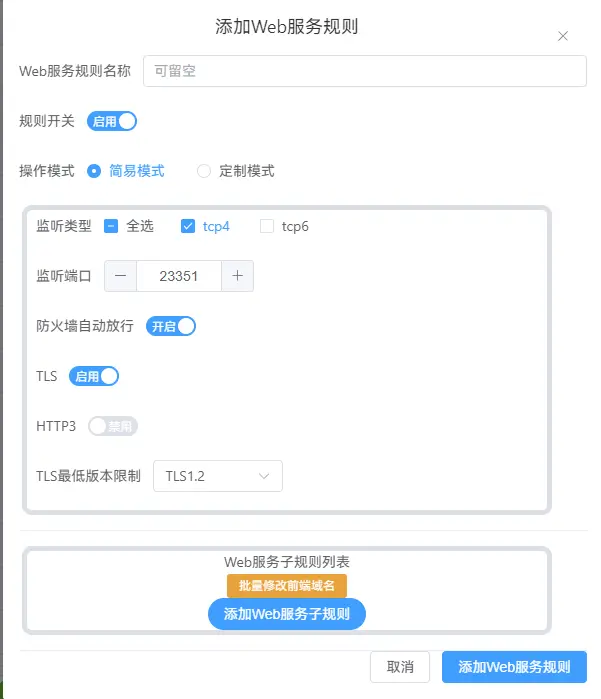 添加Web服务规则
Web服务规则名称 可留空
规则开关 启用
操作模式 简易模式 定制模式
监听类型 全选 tcp4 tcp6
监听端口 23351
防火墙自动放行 开启
TLS 启用
HTTP3 禁用
TLS最低版本限制 TLS1.2
Web服务子规则列表
批量修改前端域名
添加Web服务子规则
取消 添加Web服务规则